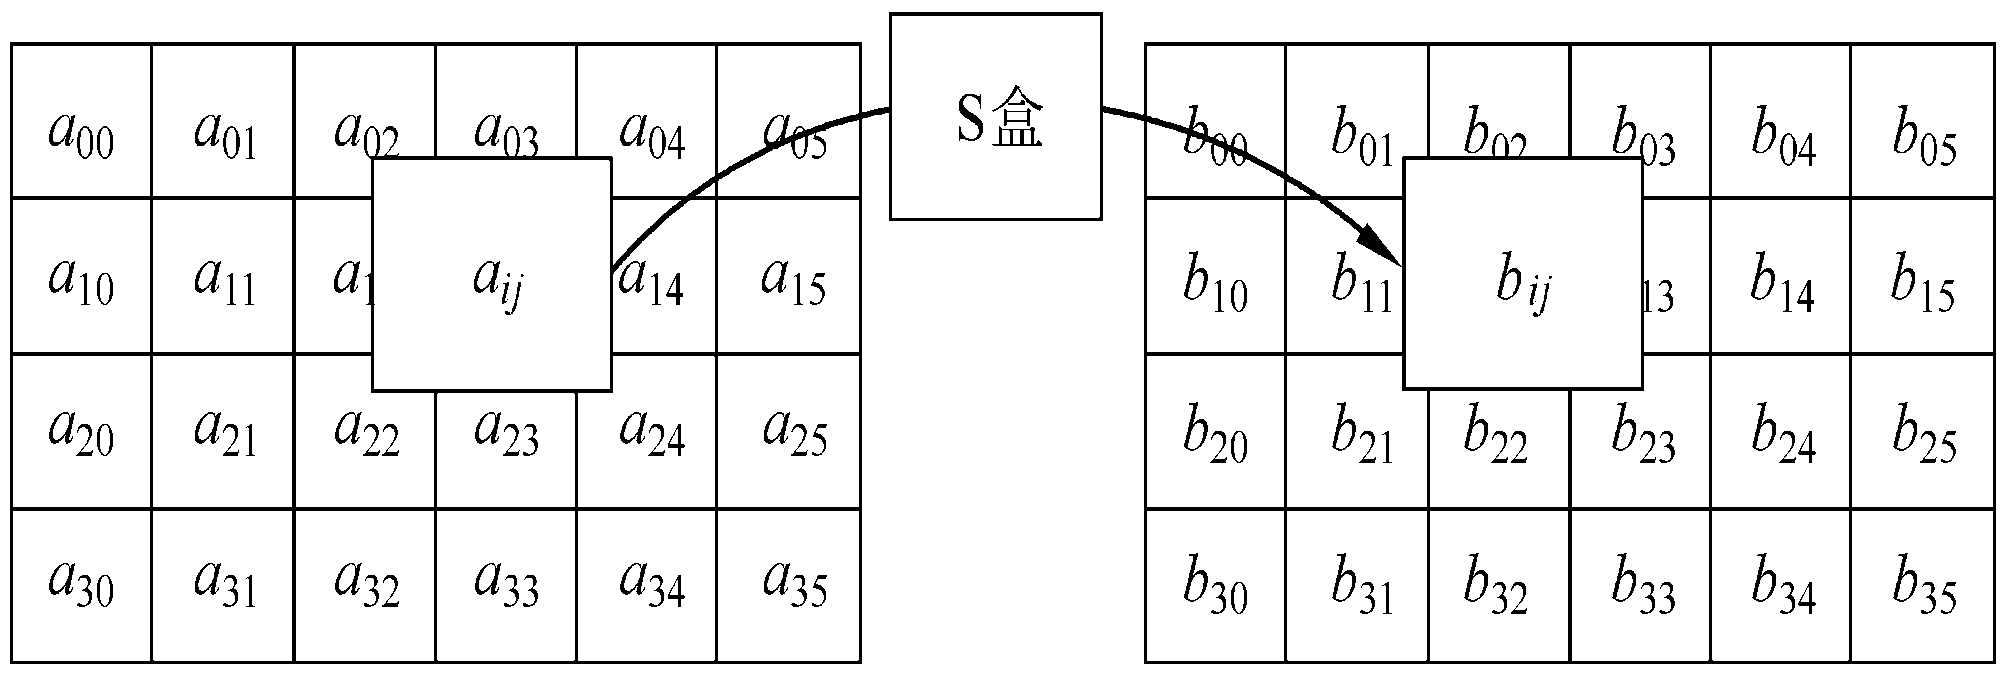 S盒
a00 a01 a02 a03 a04 a05
b00 b01 b02 b03 b04 b05
a10 a11 a1 aij a14 a15
b10 b11 bij 13 b14 b15
a20 a21 a22 a23 a24 a25
b20 b21 b22 b23 b24 b25
a30 a31 a32 a33 a34 a35
b30 b31 b32 b33 b34 b35